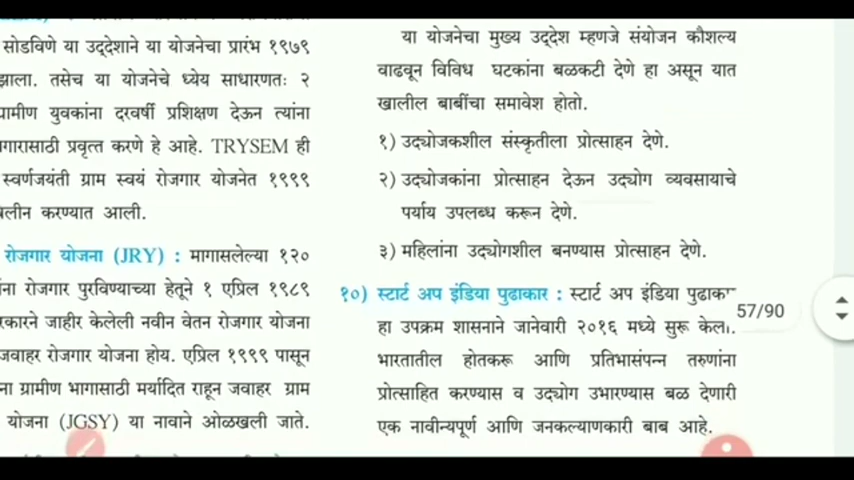 सोडविणे या उद्देशाने या योजनेचा प्रारंभ १९७९
झाला. तसेच या योजनेचे ध्येय साधारणतः २
ग्रामीण युवकांना दरवर्षी प्रशिक्षण देऊन त्यांना
गारासाठी प्रवृत्त करणे हे आहे. TRYSEM ही
स्वर्णजयंती ग्राम स्वयं रोजगार योजनेत १९९९
लीन करण्यात आली.
रोजगार योजना (JRY) : मागासलेल्या १२०
ना रोजगार पुरविण्याच्या हेतूने १ एप्रिल १९८९
रकारने जाहीर केलेली नवीन वेतन रोजगार योजना
जवाहर रोजगार योजना होय. एप्रिल १९९९ पासून
ना ग्रामीण भागासाठी मर्यादित राहून जवाहर ग्राम
योजना (JGSY) या नावाने ओळखली जाते.
या योजनेचा मुख्य उद्देश म्हणजे संयोजन कौशल्य
वाढवून विविध घटकांना बळकटी देणे हा असून यात
खालील बाबींचा समावेश होतो.
१) उद्योजकशील संस्कृतीला प्रोत्साहन देणे.
२) उद्योजकांना प्रोत्साहन देऊन उद्योग व्यवसायाचे
पर्याय उपलब्ध करून देणे.
३) महिलांना उद्योगशील बनण्यास प्रोत्साहन देणे.
१०) स्टार्ट अप इंडिया पुढाकार : स्टार्ट अप इंडिया पुढाकार
हा उपक्रम शासनाने जानेवारी २०१६ मध्ये सुरू केला.
भारतातील होतकरू आणि प्रतिभासंपन्न तरुणांना
प्रोत्साहित करण्यास व उद्योग उभारण्यास बळ देणारी
एक नावीन्यपूर्ण आणि जनकल्याणकारी बाब आहे.
57/90